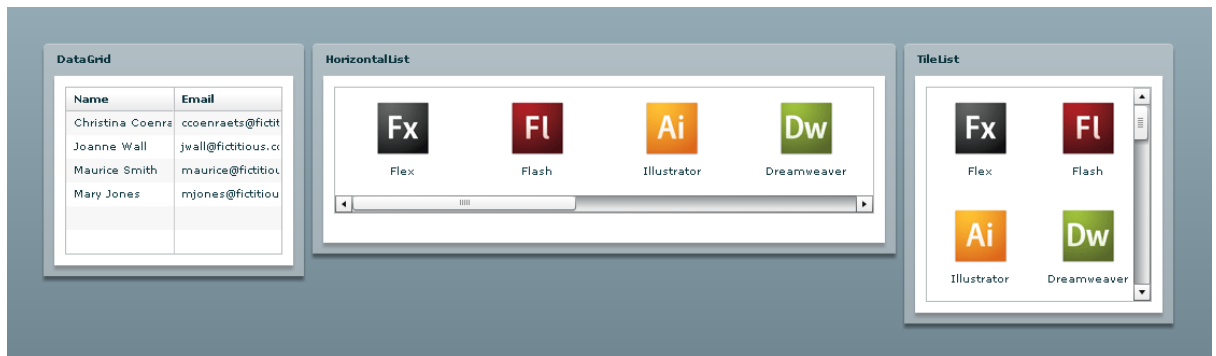 DataGrid
Name Email
Christina Coenra ccoenraets@fictit
Joanne Wall jwall@fictitious.co
Maurice Smith maurice@fictitiou
Mary Jones mjones@fictitiou
HorizontalList
Fx Fl Ai Dw
Flex Flash Illustrator Dreamweaver
TileList
Fx Fl
Flex Flash
Ai Dw
Illustrator Dreamweaver